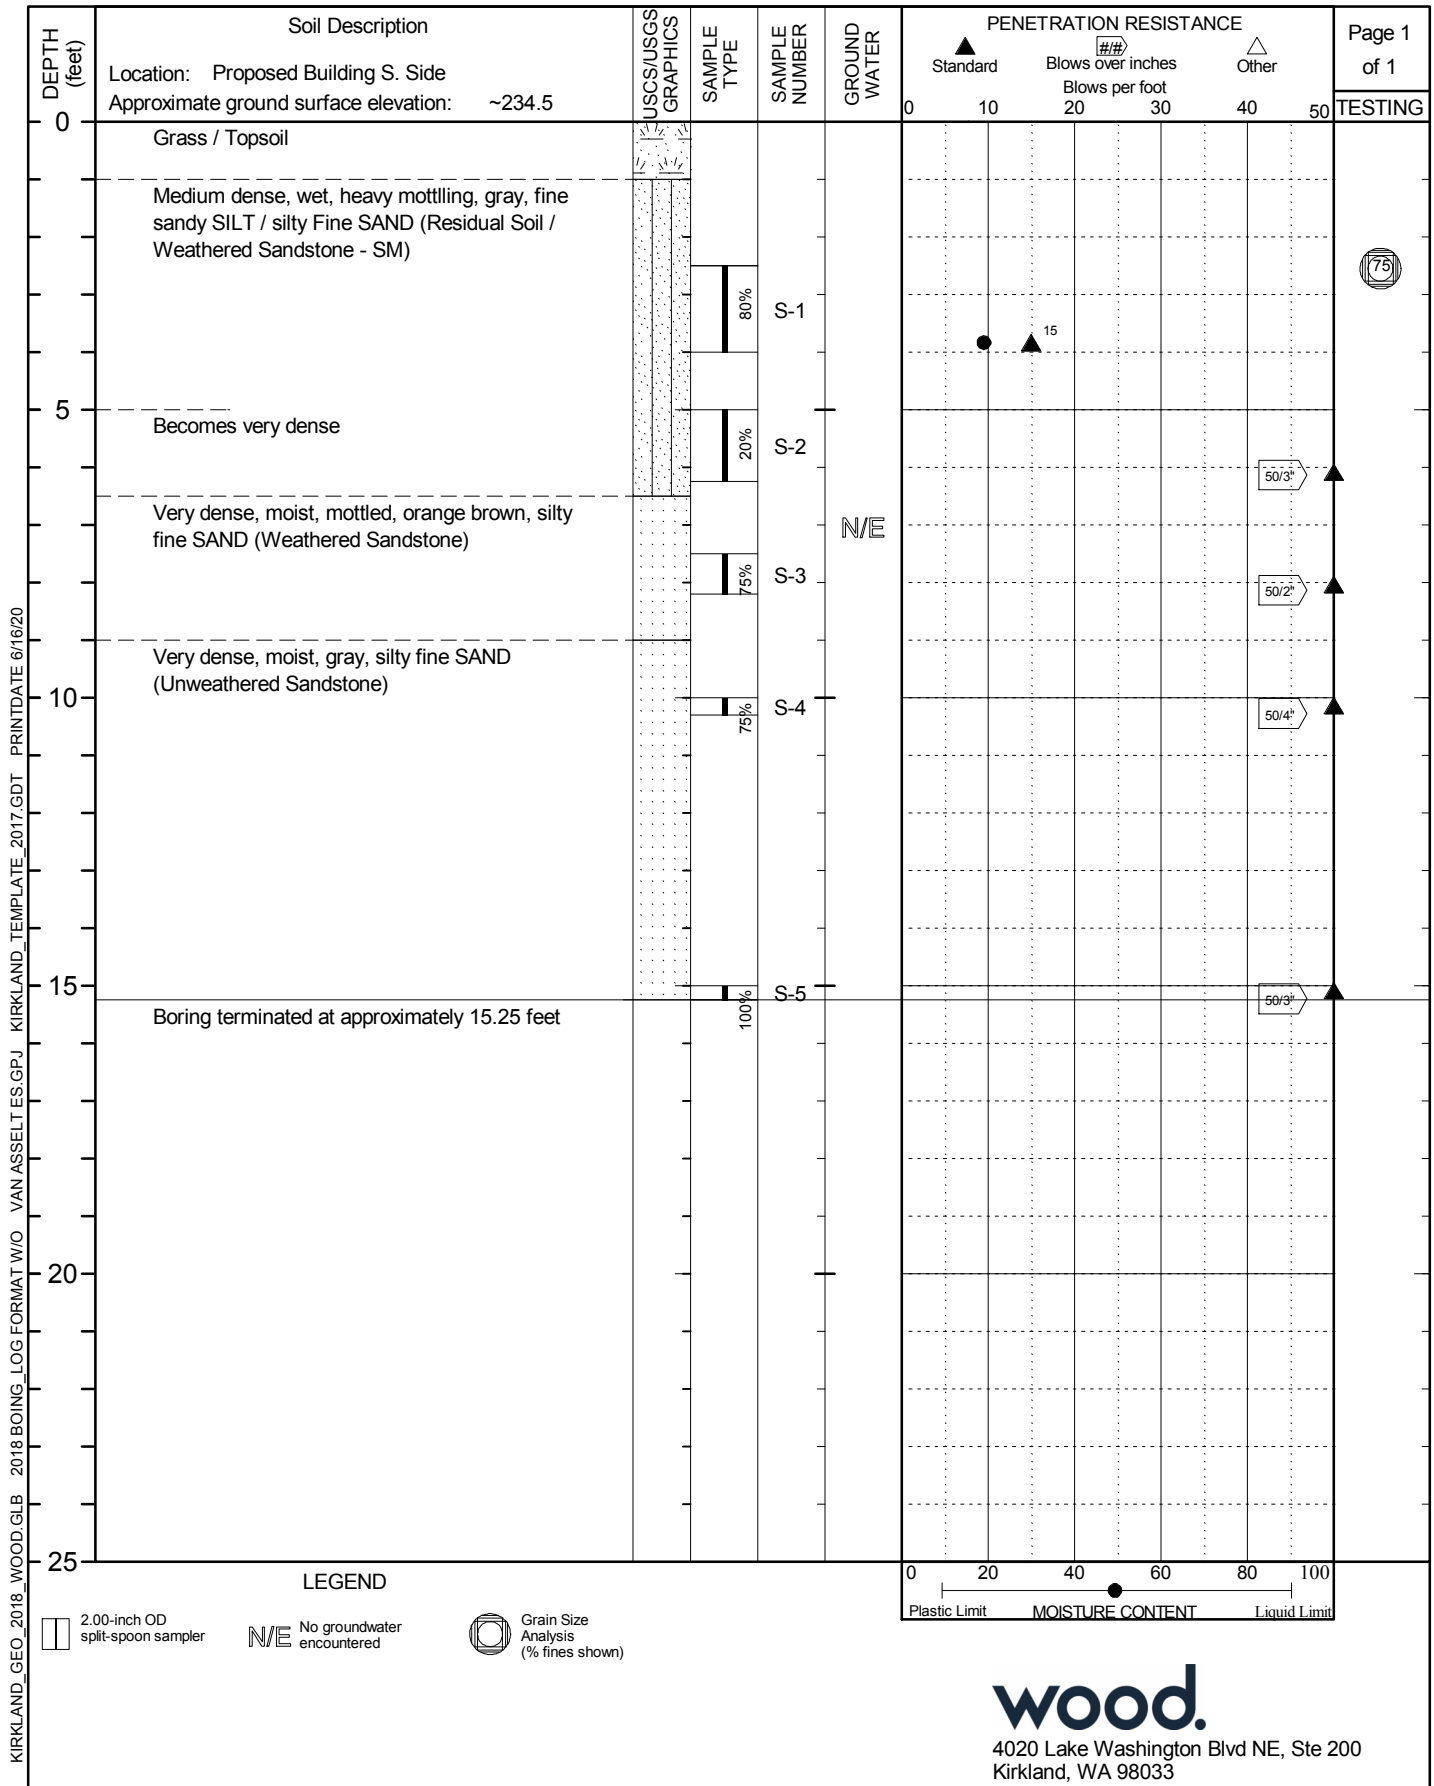 DEPTH
(feet)
Soil Description
Location: Proposed Building S. Side
Approximate ground surface elevation: ~234.5
USCS/USGS
GRAPHICS
SAMPLE
TYPE
SAMPLE
NUMBER
GROUND
WATER
PENETRATION RESISTANCE
Standard
#/#
Blows over inches
Other
Blows per foot
0 10 20 30 40 50
Page 1
of 1
TESTING
0
Grass / Topsoil
Medium dense, wet, heavy mottlling, gray, fine
sandy SILT / silty Fine SAND (Residual Soil /
Weathered Sandstone - SM)
75
80%
S-1
15
5
Becomes very dense
20%
S-2
50/3"
Very dense, moist, mottled, orange brown, silty
fine SAND (Weathered Sandstone)
N/E
75%
S-3
50/2"
Very dense, moist, gray, silty fine SAND
(Unweathered Sandstone)
10
75%
S-4
50/4"
15
100%
S-5
50/3"
Boring terminated at approximately 15.25 feet
20
25
0 20 40 60 80 100
Plastic Limit MOISTURE CONTENT Liquid Limit
LEGEND
2.00-inch OD
split-spoon sampler
N/E No groundwater
encountered
Grain Size
Analysis
(% fines shown)
wood.
4020 Lake Washington Blvd NE, Ste 200
Kirkland, WA 98033
KIRKLAND_GEO_2018_WOOD.GLB 2018 BOING_LOG FORMAT W/O VAN ASSELT ES.GPJ KIRKLAND_TEMPLATE_2017.GDT PRINTDATE 6/16/20